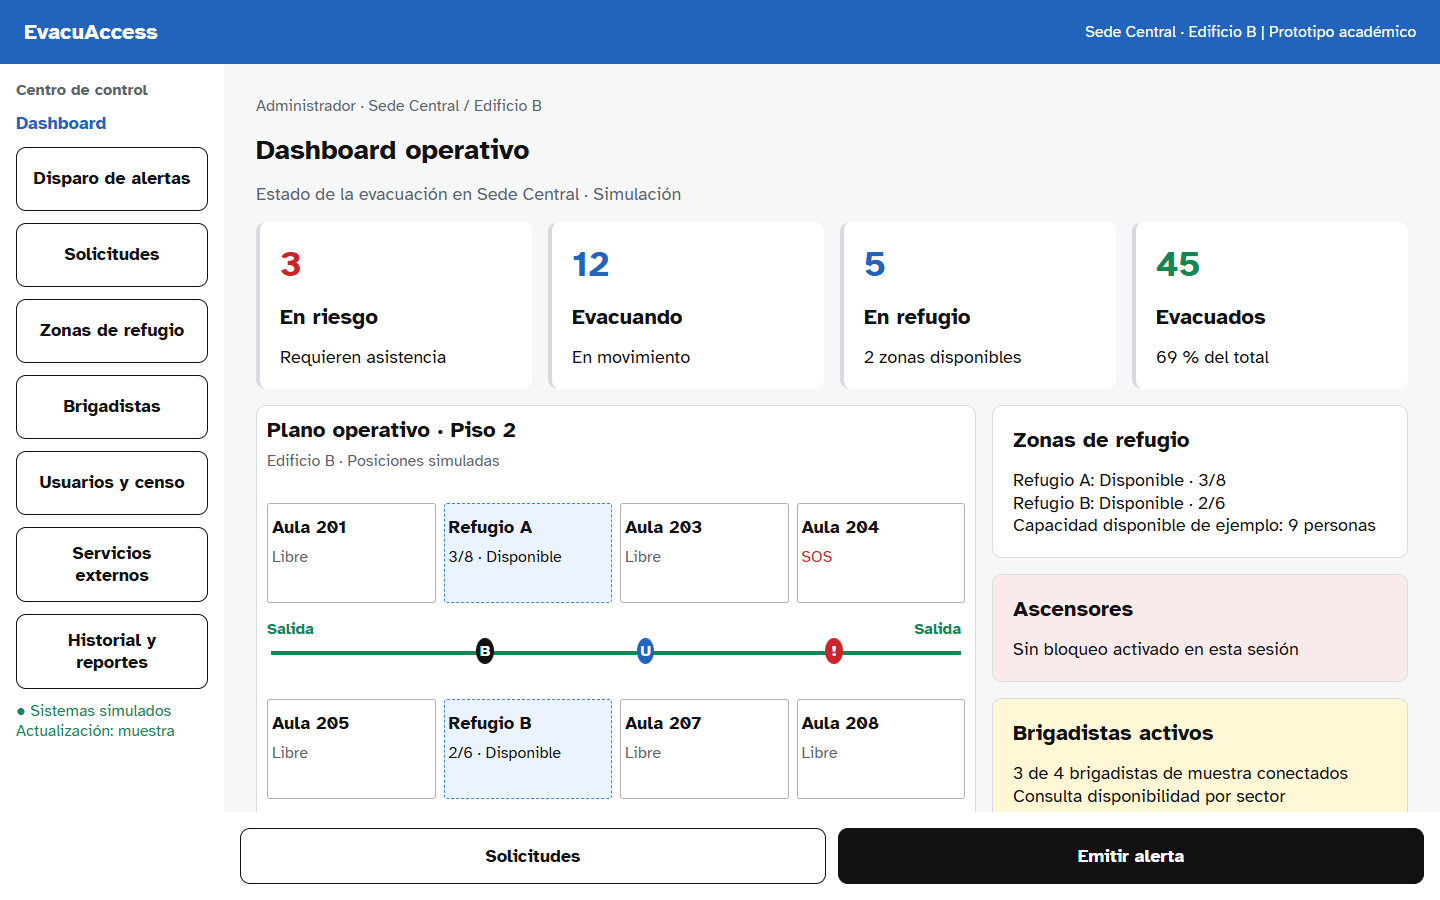 EvacuAccess
Sede Central · Edificio B | Prototipo académico
Centro de control
Dashboard
Disparo de alertas
Solicitudes
Zonas de refugio
Brigadistas
Usuarios y censo
Servicios
externos
Historial y
reportes
● Sistemas simulados
Actualización: muestra
Administrador · Sede Central / Edificio B
Dashboard operativo
Estado de la evacuación en Sede Central · Simulación
3
En riesgo
Requieren asistencia
12
Evacuando
En movimiento
5
En refugio
2 zonas disponibles
45
Evacuados
69 % del total
Plano operativo · Piso 2
Edificio B · Posiciones simuladas
Aula 201
Libre
Refugio A
3/8 · Disponible
Aula 203
Libre
Aula 204
SOS
Salida
Salida
B
U
!
Aula 205
Libre
Refugio B
2/6 · Disponible
Aula 207
Libre
Aula 208
Libre
Zonas de refugio
Refugio A: Disponible · 3/8
Refugio B: Disponible · 2/6
Capacidad disponible de ejemplo: 9 personas
Ascensores
Sin bloqueo activado en esta sesión
Brigadistas activos
3 de 4 brigadistas de muestra conectados
Consulta disponibilidad por sector
Solicitudes
Emitir alerta